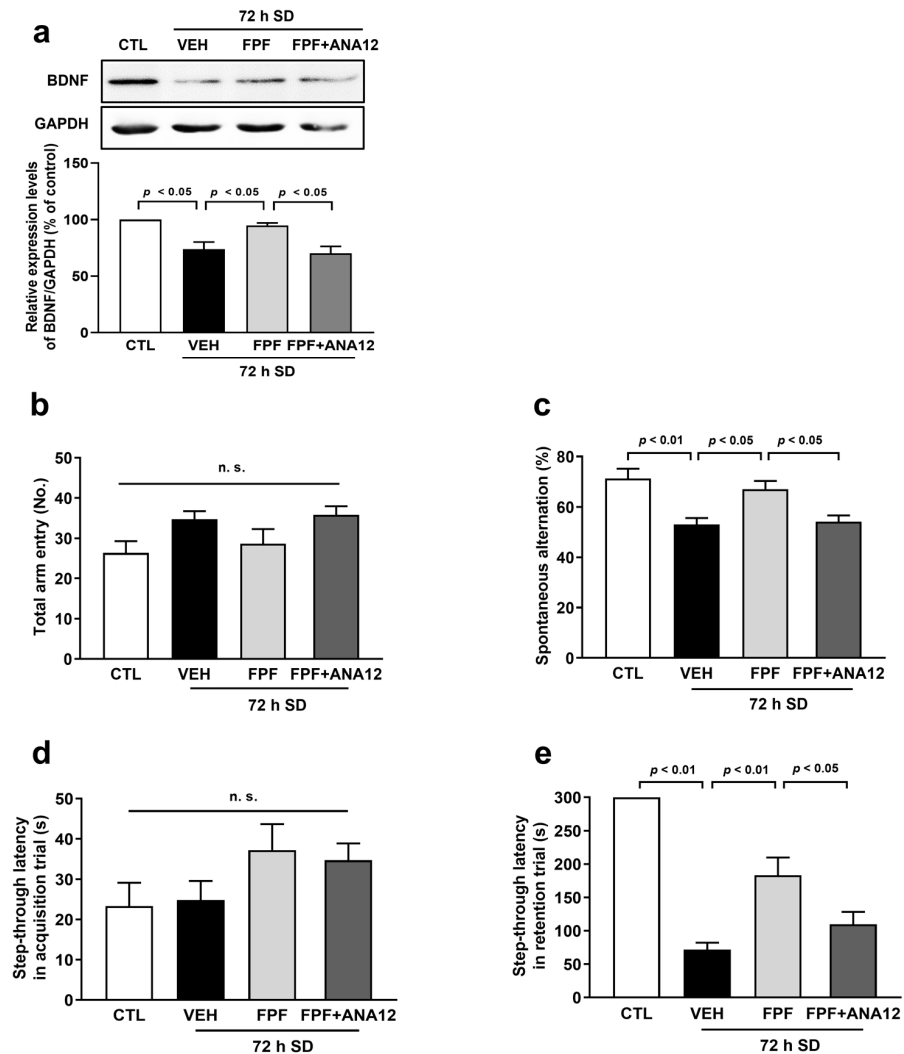 a
72 h SD
CTL VEH FPF FPF+ANA12
BDNF
GAPDH
Relative expression levels
of BDNF/GAPDH (% of control)
150
100
50
0
p < 0.05 p < 0.05 p < 0.05
CTL VEH FPF FPF+ANA12
72 h SD
b
Total arm entry (No.)
50
40
30
20
10
0
n. s.
CTL VEH FPF FPF+ANA12
72 h SD
c
Spontaneous alternation (%)
80
60
40
20
0
p < 0.01 p < 0.05 p < 0.05
CTL VEH FPF FPF+ANA12
72 h SD
d
Step-through latency
in acquisition trial (s)
50
40
30
20
10
0
n. s.
CTL VEH FPF FPF+ANA12
72 h SD
e
Step-through latency
in retention trial (s)
300
250
200
150
100
50
0
p < 0.01 p < 0.01 p < 0.05
CTL VEH FPF FPF+ANA12
72 h SD